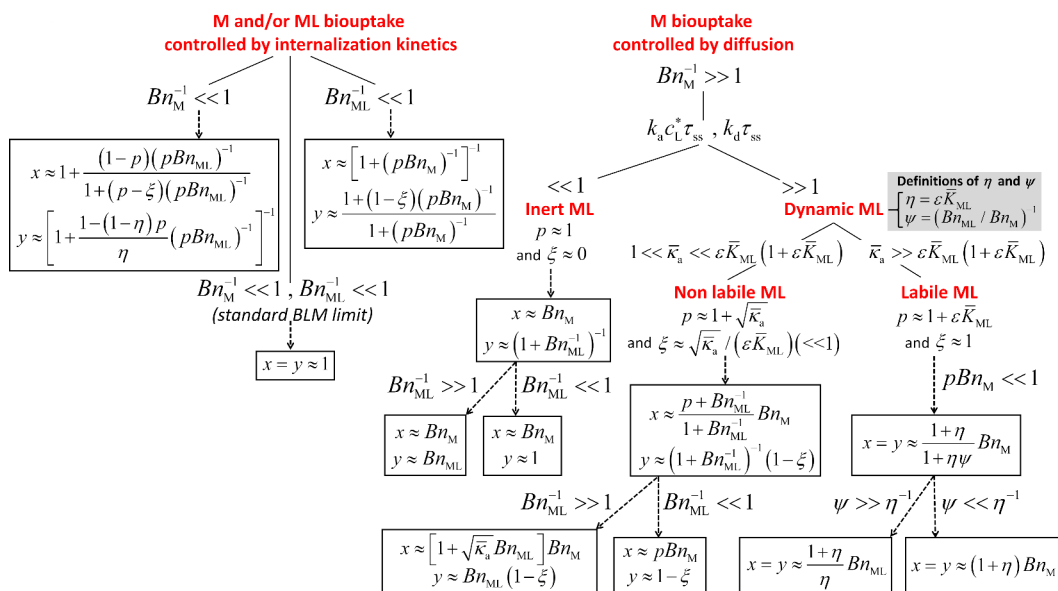 M and/or ML biouptake
controlled by internalization kinetics
Bn_M^{-1} << 1
Bn_ML^{-1} << 1
x ≈ 1 + (1−p)(pBn_ML)^{-1} / 1+(p−ξ)(pBn_ML)^{-1}
y ≈ [1 + 1−(1−η)p / η (pBn_ML)^{-1}]^{-1}
x ≈ [1+(pBn_M)^{-1}]^{-1}
y ≈ 1+(1−ξ)(pBn_M)^{-1} / 1+(pBn_M)^{-1}
Bn_M^{-1} << 1 , Bn_ML^{-1} << 1
(standard BLM limit)
x = y ≈ 1
M biouptake
controlled by diffusion
Bn_M^{-1} >> 1
k_a c_L^* τ_ss , k_d τ_ss
<< 1
Inert ML
p ≈ 1
and ξ ≈ 0
x ≈ Bn_M
y ≈ (1 + Bn_ML^{-1})^{-1}
Bn_ML^{-1} >> 1
Bn_ML^{-1} << 1
x ≈ Bn_M
y ≈ Bn_ML
x ≈ Bn_M
y ≈ 1
>> 1
Dynamic ML
Definitions of η and ψ
η = εK̅_ML
ψ = (Bn_ML / Bn_M)^{-1}
1 << κ̅_a << εK̅_ML(1+εK̅_ML)
κ̅_a >> εK̅_ML(1+εK̅_ML)
Non labile ML
p ≈ 1 + √κ̅_a
and ξ ≈ √κ̅_a / (εK̅_ML)(<<1)
x ≈ p + Bn_ML^{-1} / 1 + Bn_ML^{-1} Bn_M
y ≈ (1 + Bn_ML^{-1})^{-1}(1−ξ)
Bn_ML^{-1} >> 1
Bn_ML^{-1} << 1
x ≈ [1+√κ̅_a Bn_ML] Bn_M
y ≈ Bn_ML(1−ξ)
x ≈ pBn_M
y ≈ 1−ξ
Labile ML
p ≈ 1 + εK̅_ML
and ξ ≈ 1
pBn_M << 1
x = y ≈ 1+η / 1+ηψ Bn_M
ψ >> η^{-1}
ψ << η^{-1}
x = y ≈ 1+η / η Bn_ML
x = y ≈ (1+η)Bn_M